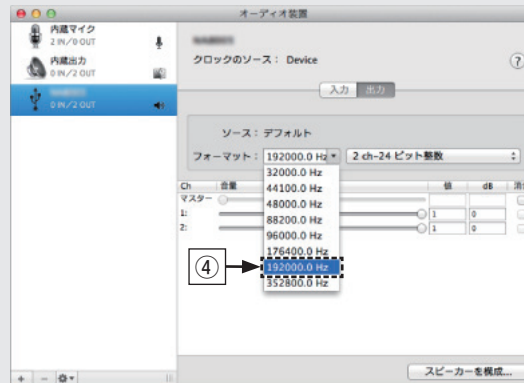 オーディオ装置
内蔵マイク
2 IN/0 OUT
内蔵出力
0 IN/2 OUT
0 IN/2 OUT
クロックのソース： Device
?
入力 出力
ソース： デフォルト
フォーマット： 192000.0 Hz 2 ch-24 ビット整数
32000.0 Hz
44100.0 Hz
48000.0 Hz
88200.0 Hz
96000.0 Hz
176400.0 Hz
192000.0 Hz
352800.0 Hz
Ch 音量 値 dB
マスター
1: 1 0
2: 1 0
④
+ −
スピーカーを構成...